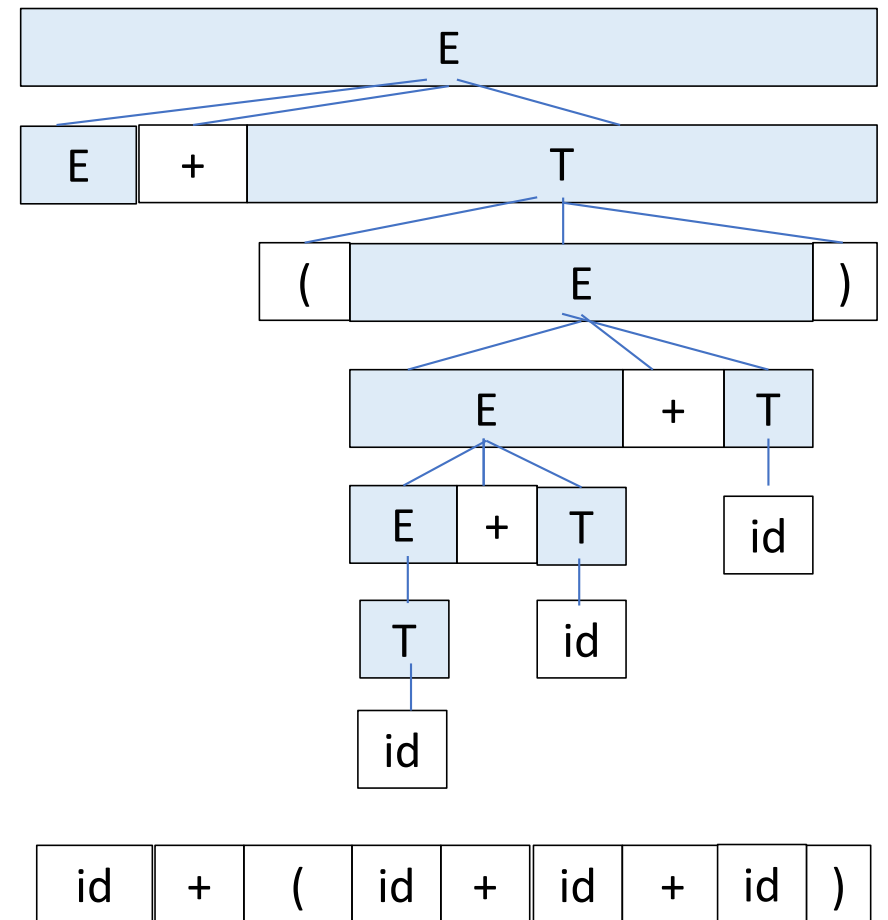 E
E + T
( E )
E + T
E + T id
T id
id
id + ( id + id + id )